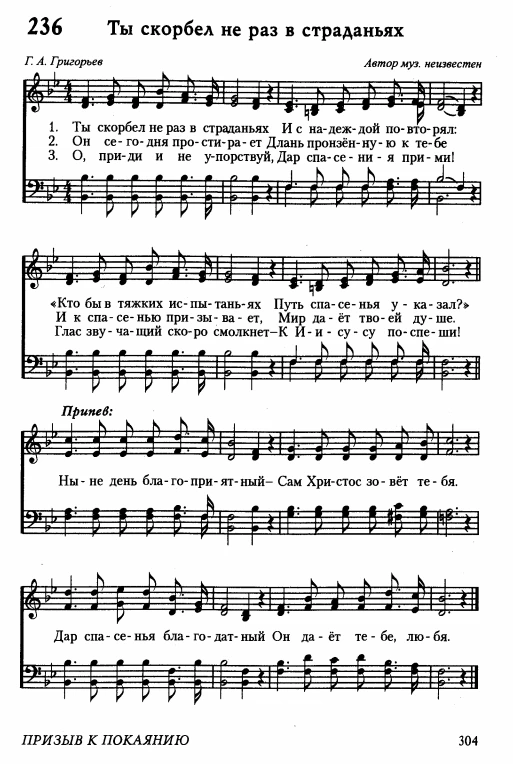 236 Ты скорбел не раз в страданьях
Г. А. Григорьев Автор муз. неизвестен
1. Ты скорбел не раз в страданьях И с на-деж-дой по-вто-рял:
2. Он се-го-дня про-сти-ра-ет Длань пронзён-ну-ю к те-бе
3. О, при-ди и не у-порствуй, Дар спа-се-ни-я при-ми!
«Кто бы в тяжких ис-пы-тань-ях Путь спа-се-нья у-ка-зал?»
И к спа-се-нью при-зы-ва-ет, Мир да-ёт тво-ей ду-ше.
Глас зву-ча-щий ско-ро смолкнет–К И-и-су-су по-спе-ши!
Припев:
Ны-не день бла-го-при-ят-ный– Сам Хри-стос зо-вёт те-бя.
Дар спа-се-нья бла-го-дат-ный Он да-ёт те-бе, лю-бя.
ПРИЗЫВ К ПОКАЯНИЮ 304